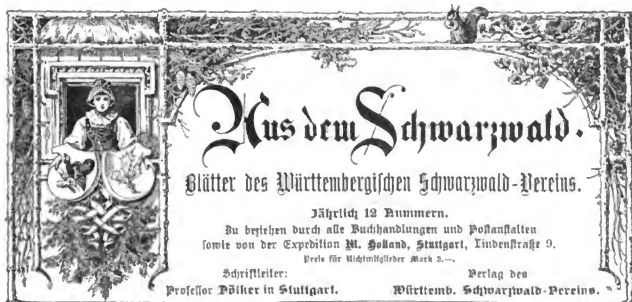 Aus dem Schwarzwald.
Blätter des Württembergischen Schwarzwald-Vereins.
Jährlich 12 Nummern.
Zu beziehen durch alle Buchhandlungen und Postanstalten
sowie von der Expedition M. Holland, Stuttgart, Lindenstraße 9.
Preis für Nichtmitglieder Mark 3.—.
Schriftleiter:
Professor Dölker in Stuttgart.
Verlag des
Württemb. Schwarzwald-Vereins.